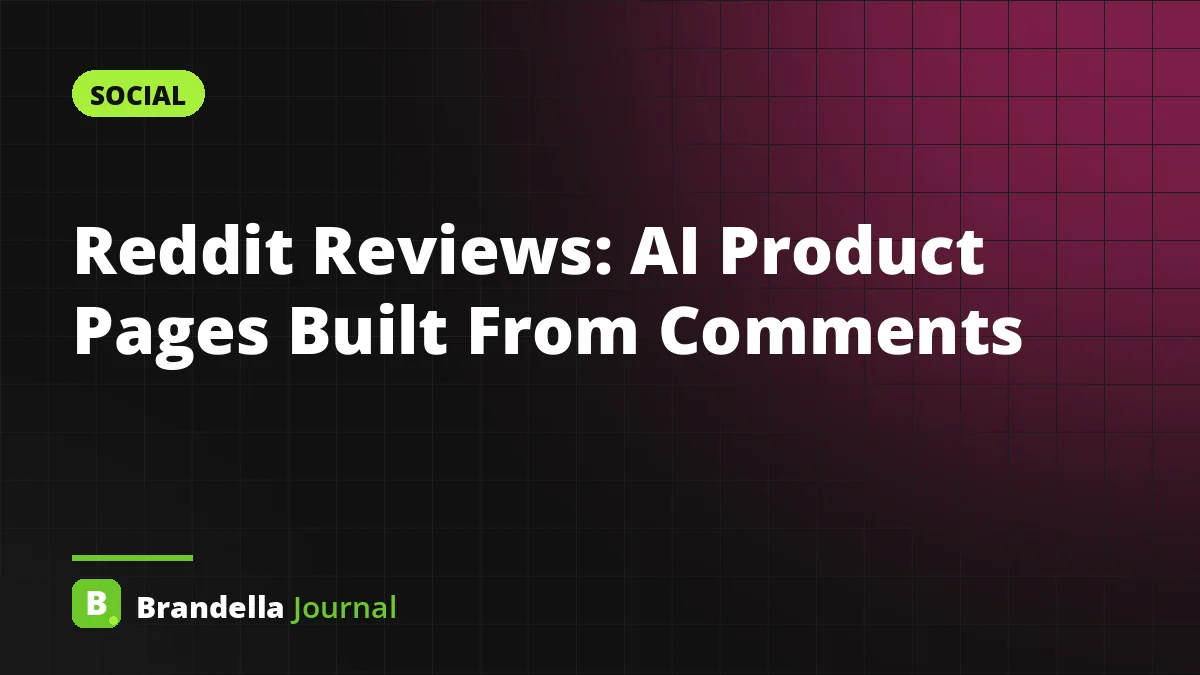 SOCIAL
Reddit Reviews: AI Product
Pages Built From Comments
B
Brandella Journal